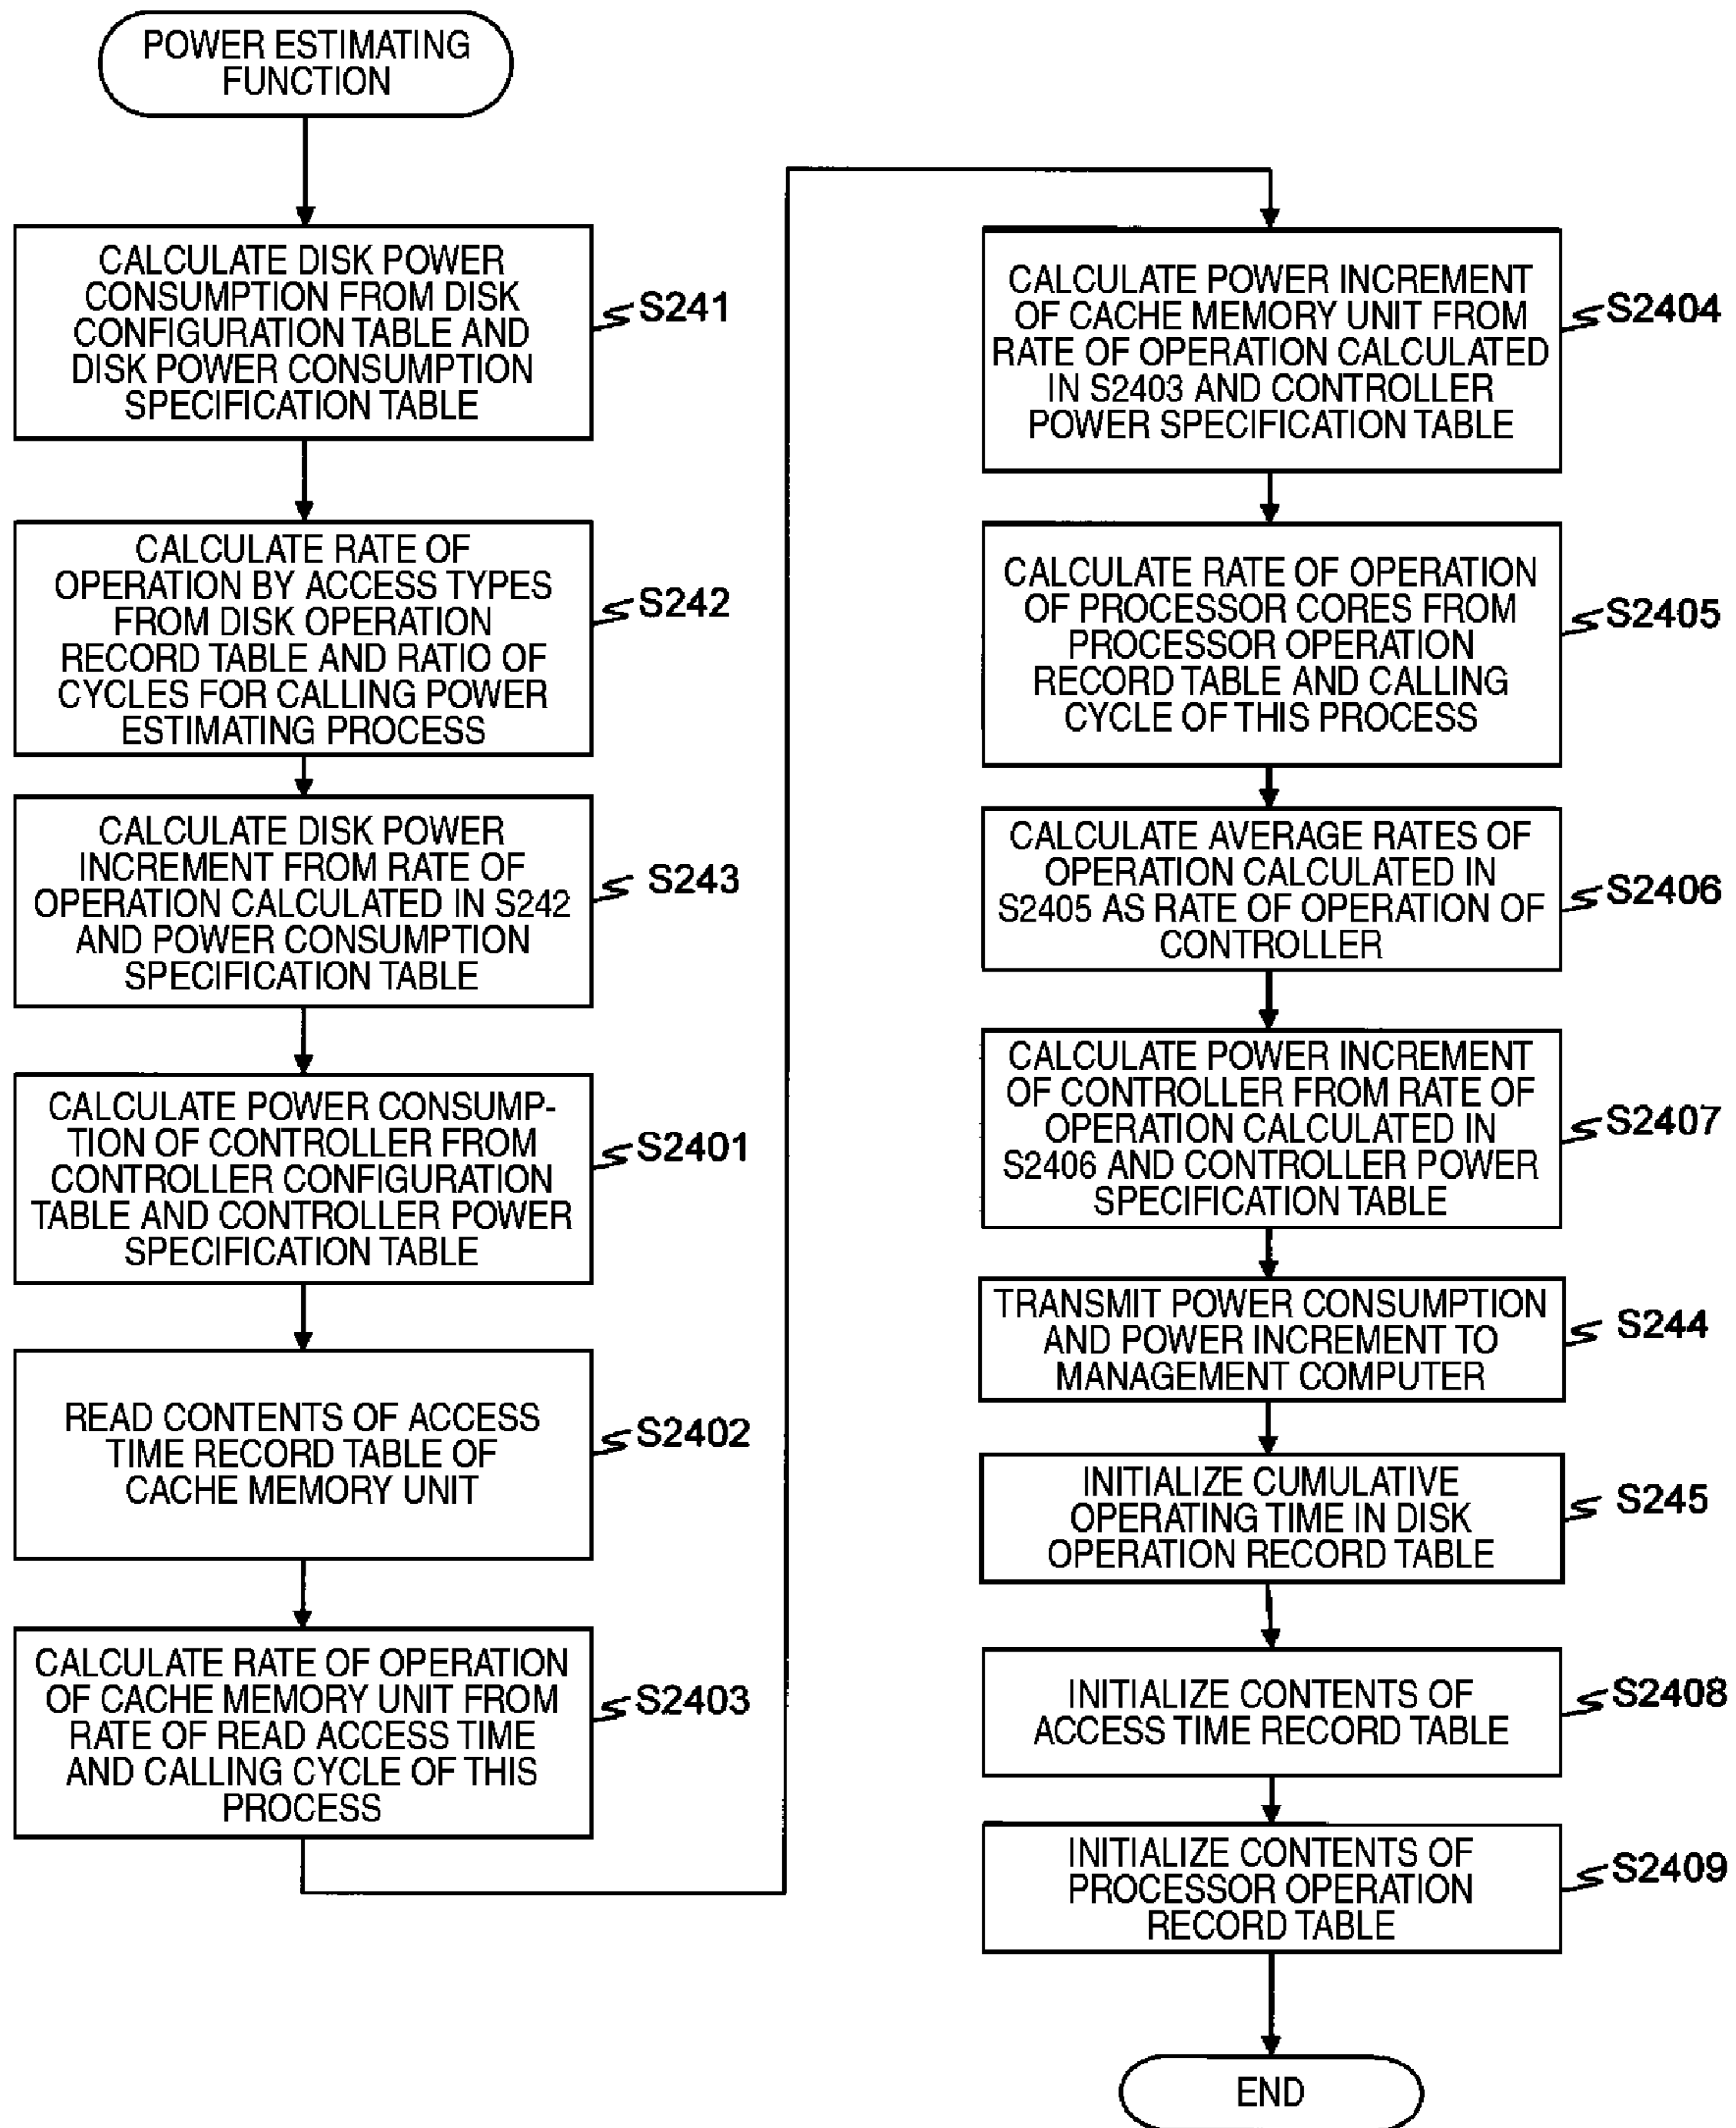 POWER ESTIMATING
FUNCTION
CALCULATE DISK POWER
CONSUMPTION FROM DISK
CONFIGURATION TABLE AND
DISK POWER CONSUMPTION
SPECIFICATION TABLE
S241
CALCULATE RATE OF
OPERATION BY ACCESS TYPES
FROM DISK OPERATION
RECORD TABLE AND RATIO OF
CYCLES FOR CALLING POWER
ESTIMATING PROCESS
S242
CALCULATE DISK POWER
INCREMENT FROM RATE OF
OPERATION CALCULATED IN S242
AND POWER CONSUMPTION
SPECIFICATION TABLE
S243
CALCULATE POWER CONSUMP-
TION OF CONTROLLER FROM
CONTROLLER CONFIGURATION
TABLE AND CONTROLLER POWER
SPECIFICATION TABLE
S2401
READ CONTENTS OF ACCESS
TIME RECORD TABLE OF
CACHE MEMORY UNIT
S2402
CALCULATE RATE OF OPERATION
OF CACHE MEMORY UNIT FROM
RATE OF READ ACCESS TIME
AND CALLING CYCLE OF THIS
PROCESS
S2403
CALCULATE POWER INCREMENT
OF CACHE MEMORY UNIT FROM
RATE OF OPERATION CALCULATED
IN S2403 AND CONTROLLER
POWER SPECIFICATION TABLE
S2404
CALCULATE RATE OF OPERATION
OF PROCESSOR CORES FROM
PROCESSOR OPERATION
RECORD TABLE AND CALLING
CYCLE OF THIS PROCESS
S2405
CALCULATE AVERAGE RATES OF
OPERATION CALCULATED IN
S2405 AS RATE OF OPERATION OF
CONTROLLER
S2406
CALCULATE POWER INCREMENT
OF CONTROLLER FROM RATE OF
OPERATION CALCULATED IN
S2406 AND CONTROLLER POWER
SPECIFICATION TABLE
S2407
TRANSMIT POWER CONSUMPTION
AND POWER INCREMENT TO
MANAGEMENT COMPUTER
S244
INITIALIZE CUMULATIVE
OPERATING TIME IN DISK
OPERATION RECORD TABLE
S245
INITIALIZE CONTENTS OF
ACCESS TIME RECORD TABLE
S2408
INITIALIZE CONTENTS OF
PROCESSOR OPERATION
RECORD TABLE
S2409
END